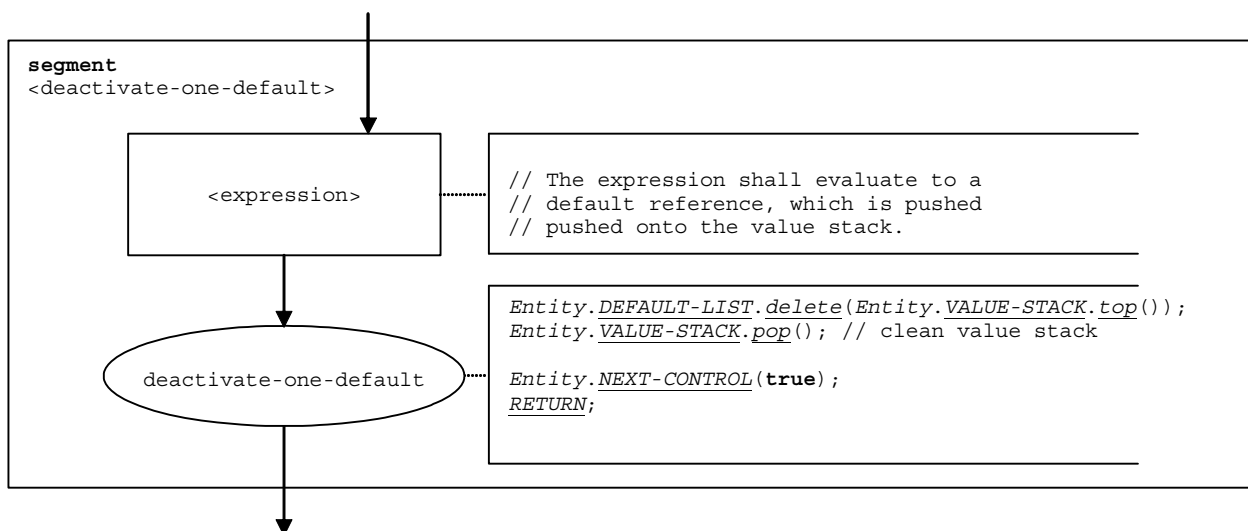 segment
<deactivate-one-default>
<expression>
// The expression shall evaluate to a
// default reference, which is pushed
// pushed onto the value stack.
Entity.DEFAULT-LIST.delete(Entity.VALUE-STACK.top());
Entity.VALUE-STACK.pop(); // clean value stack
deactivate-one-default
Entity.NEXT-CONTROL(true);
RETURN;